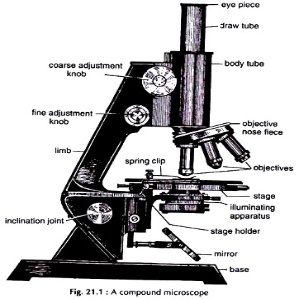 eye piece
draw tube
coarse adjustment
knob
body tube
fine adjustment
knob
objective
nose fiece
limb
spring clip
objectives
stage
illuminating
apparatus
inclination joint
stage holder
mirror
base
Fig. 21.1 : A compound microscope